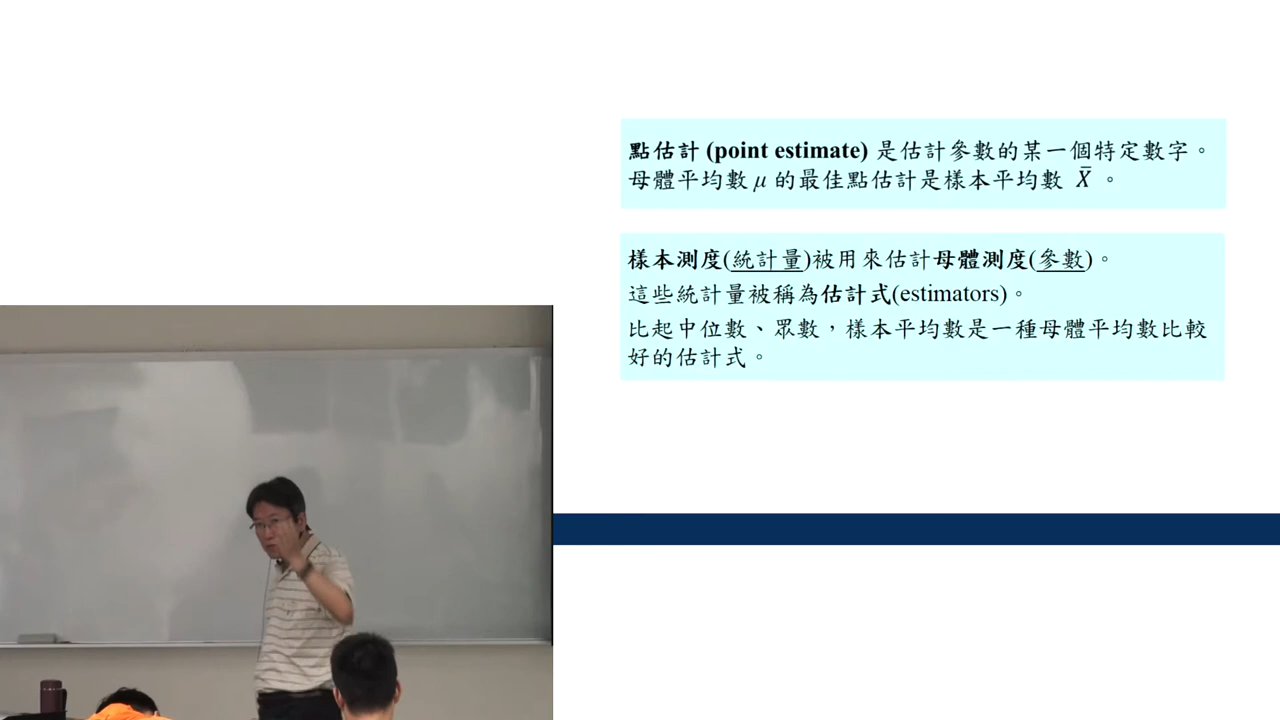 點估計 (point estimate) 是估計參數的某一個特定數字。
母體平均數 μ 的最佳點估計是樣本平均數 X̄ 。
樣本測度(統計量)被用來估計母體測度(參數)。
這些統計量被稱為估計式(estimators)。
比起中位數、眾數，樣本平均數是一種母體平均數比較
好的估計式。